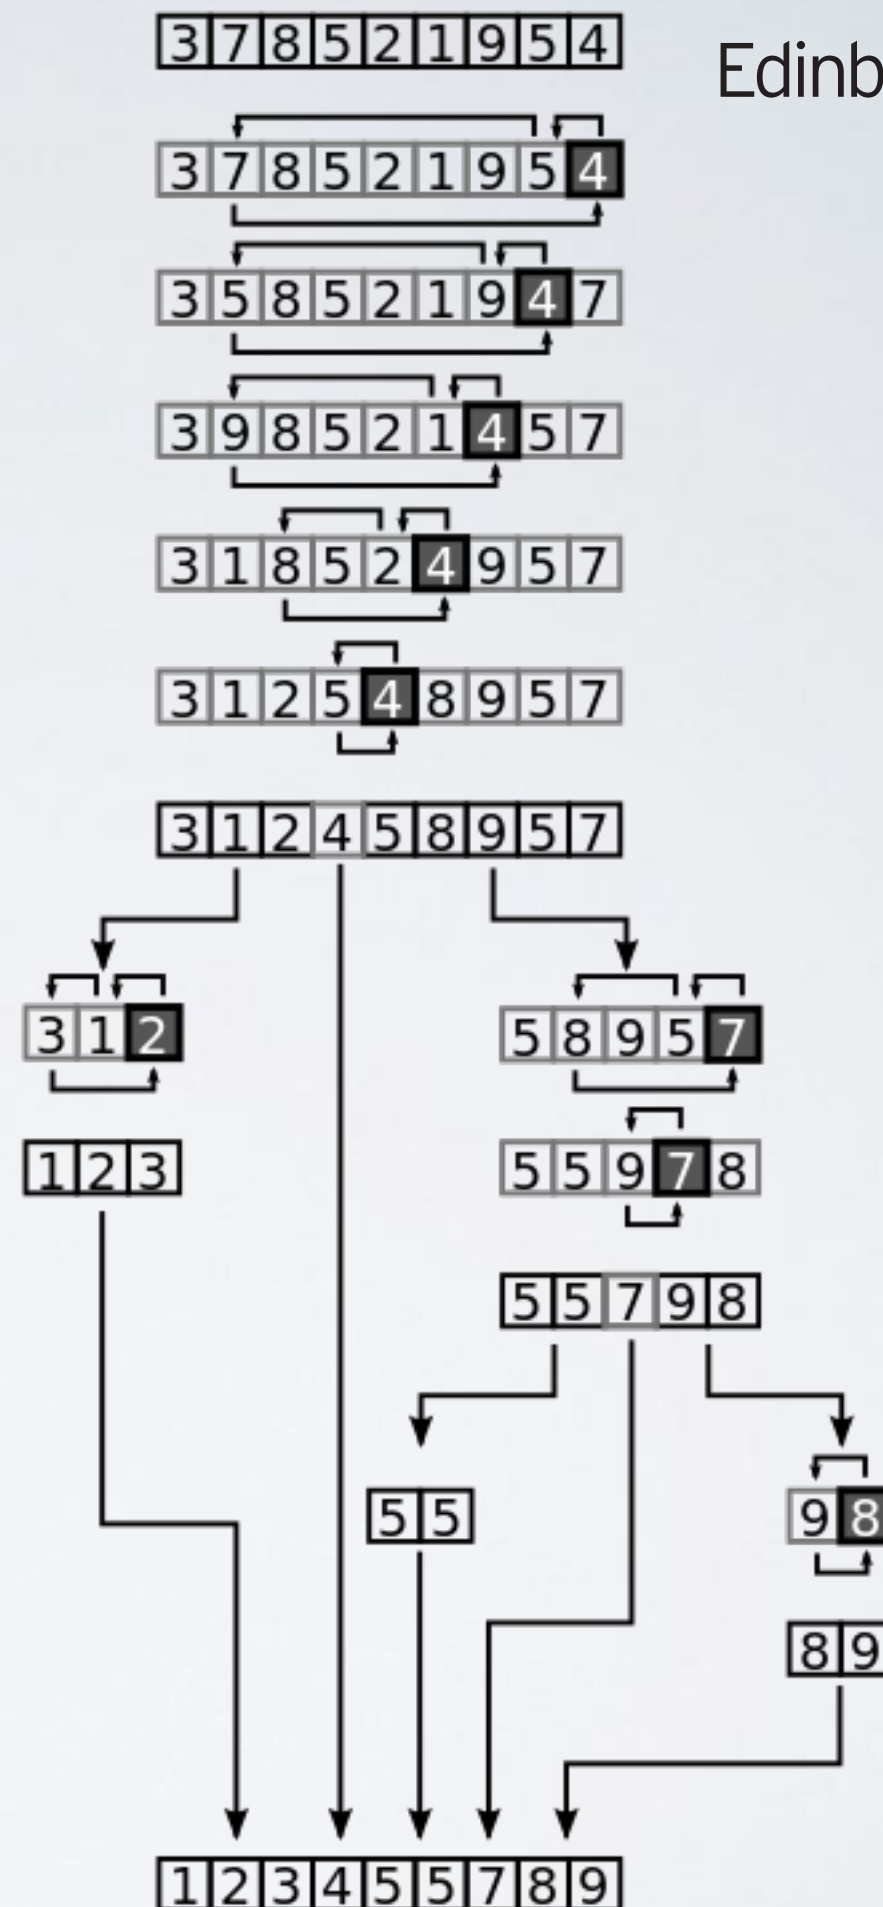 3 7 8 5 2 1 9 5 4
Edinb
3 7 8 5 2 1 9 5 4
3 5 8 5 2 1 9 4 7
3 9 8 5 2 1 4 5 7
3 1 8 5 2 4 9 5 7
3 1 2 5 4 8 9 5 7
3 1 2 4 5 8 9 5 7
3 1 2
5 8 9 5 7
1 2 3
5 5 9 7 8
5 5 7 9 8
5 5
9 8
8 9
1 2 3 4 5 5 7 8 9